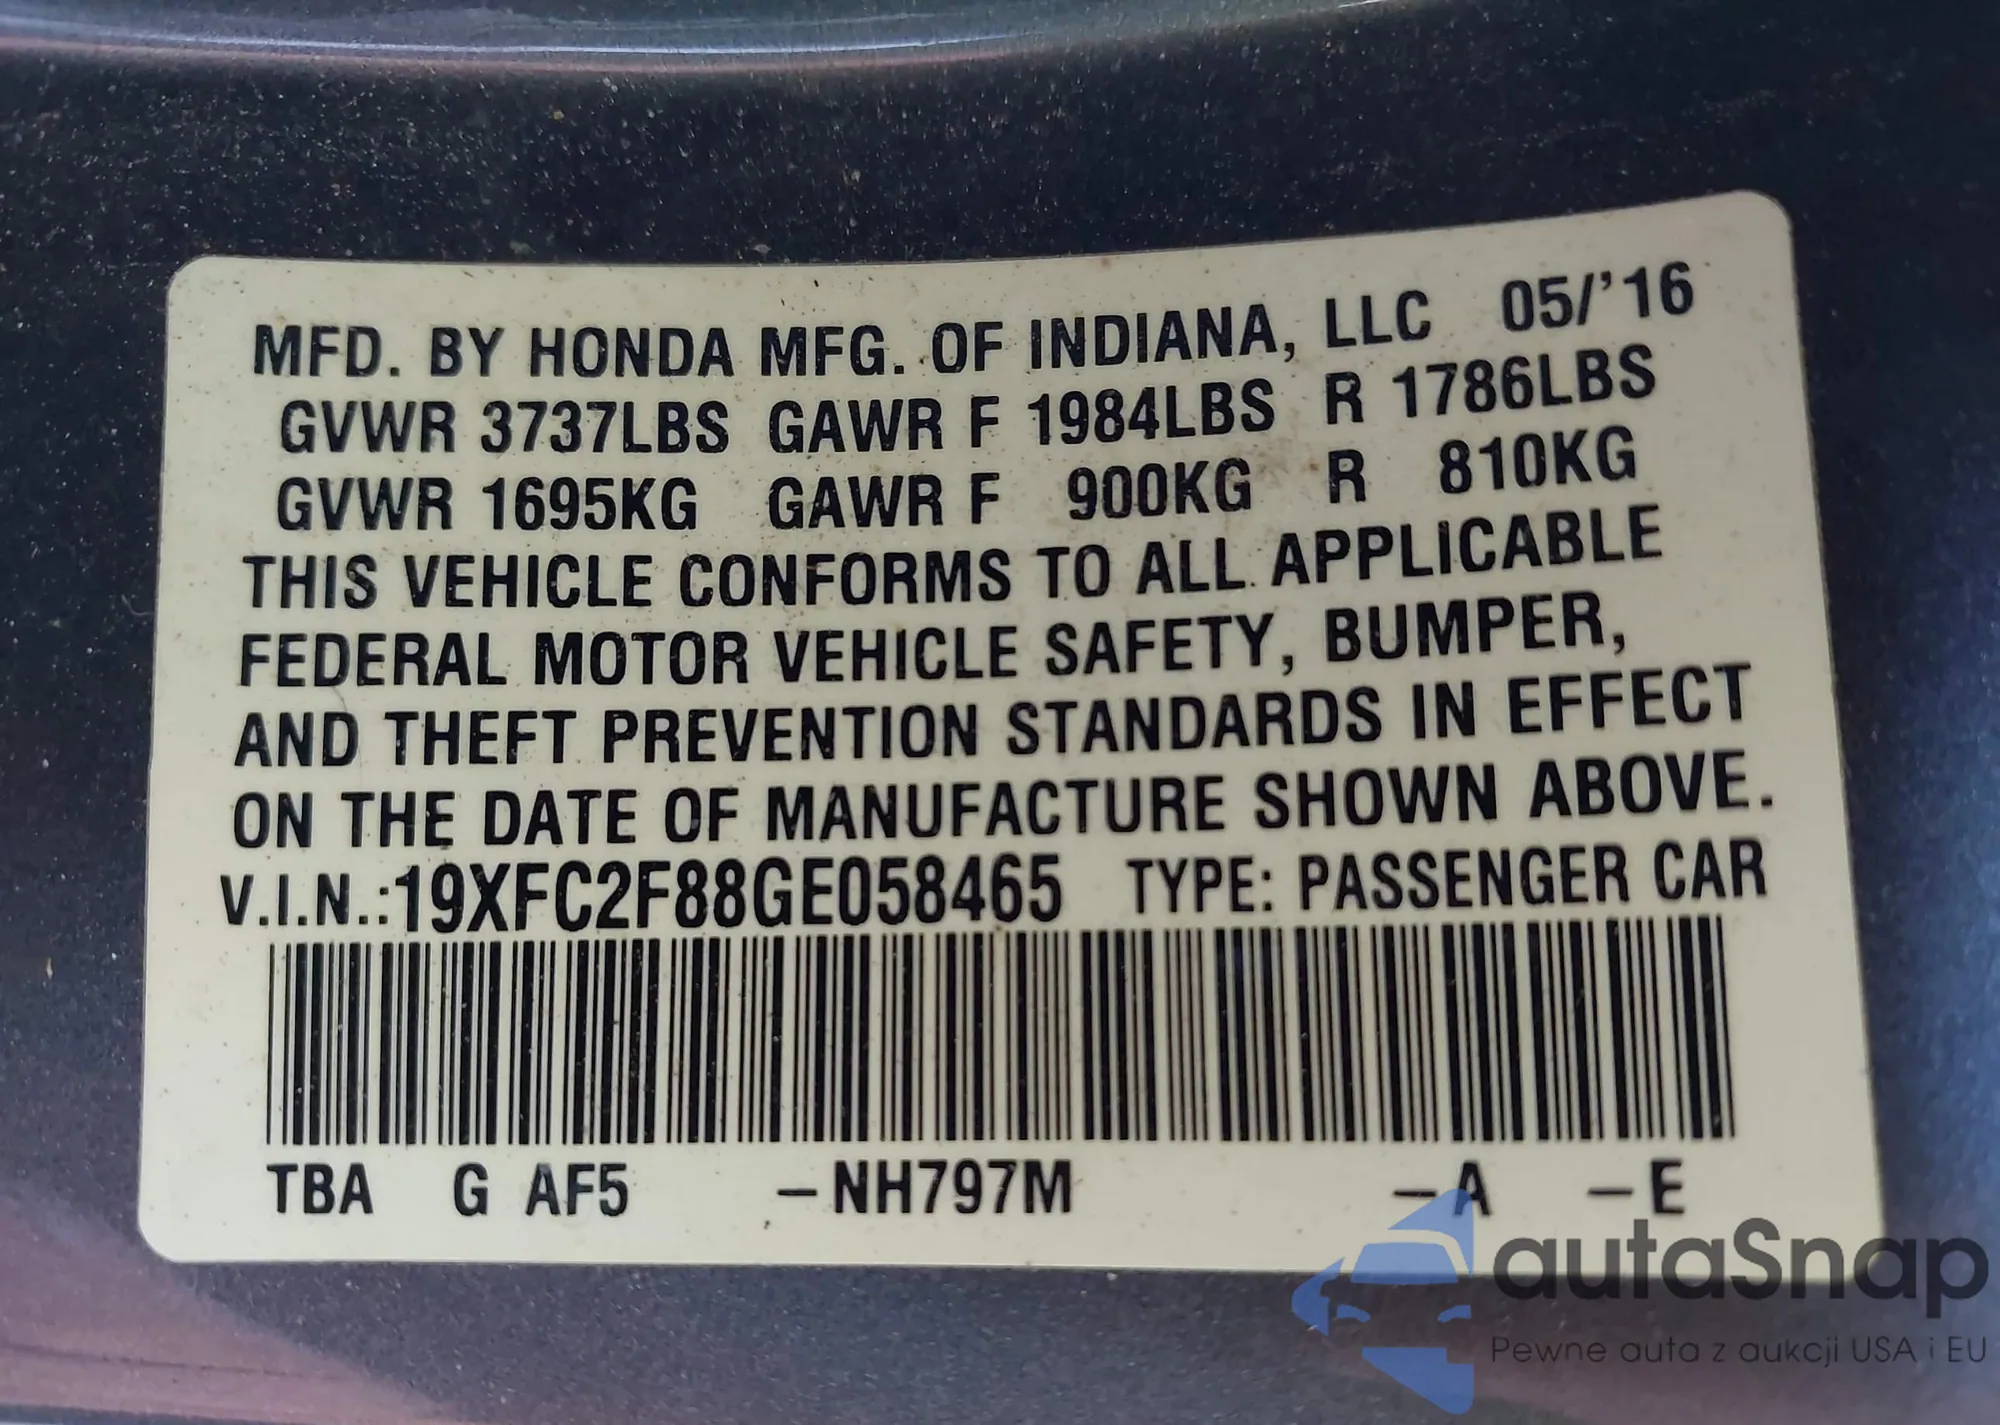 MFD. BY HONDA MFG. OF INDIANA, LLC 05/'16
GVWR 3737LBS GAWR F 1984LBS R 1786LBS
GVWR 1695KG GAWR F 900KG R 810KG
THIS VEHICLE CONFORMS TO ALL APPLICABLE
FEDERAL MOTOR VEHICLE SAFETY, BUMPER,
AND THEFT PREVENTION STANDARDS IN EFFECT
ON THE DATE OF MANUFACTURE SHOWN ABOVE.
V.I.N.:19XFC2F88GE058465 TYPE: PASSENGER CAR
TBA G AF5 –NH797M –A –E
autaSnap
Pewne auta z aukcji USA i EU